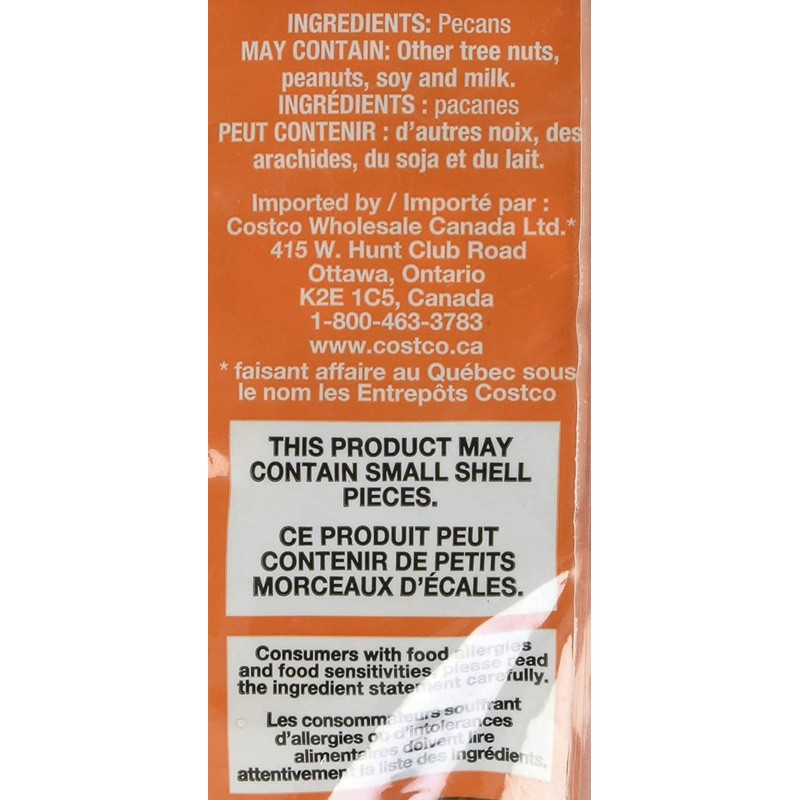 INGREDIENTS: Pecans
MAY CONTAIN: Other tree nuts,
peanuts, soy and milk.
INGRÉDIENTS : pacanes
PEUT CONTENIR : d'autres noix, des
arachides, du soja et du lait.
Imported by / Importé par :
Costco Wholesale Canada Ltd.*
415 W. Hunt Club Road
Ottawa, Ontario
K2E 1C5, Canada
1-800-463-3783
www.costco.ca
* faisant affaire au Québec sous
le nom les Entrepôts Costco
THIS PRODUCT MAY
CONTAIN SMALL SHELL
PIECES.
CE PRODUIT PEUT
CONTENIR DE PETITS
MORCEAUX D'ÉCALES.
Consumers with food allergies
and food sensitivities, please read
the ingredient statement carefully.
Les consommateurs souffrant
d'allergies ou d'intolérances
alimentaires doivent lire
attentivement la liste des ingrédients.